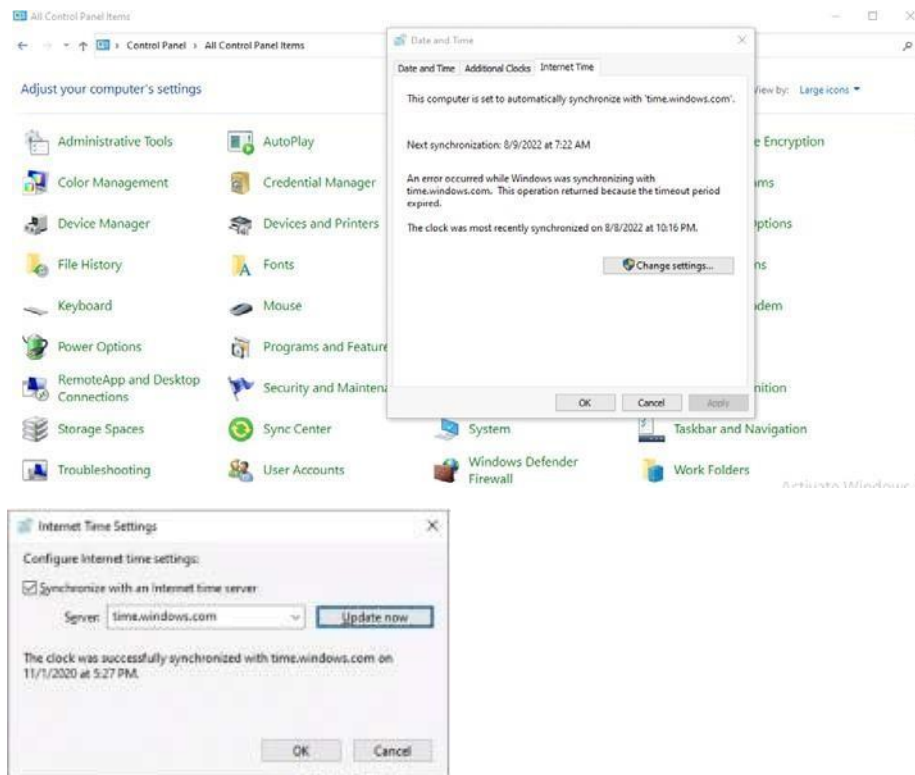 All Control Panel Items
Control Panel > All Control Panel Items
Adjust your computer's settings
View by: Large icons
Administrative Tools
AutoPlay
e Encryption
Color Management
Credential Manager
ms
Device Manager
Devices and Printers
ptions
File History
Fonts
ns
Keyboard
Mouse
dem
Power Options
Programs and Feature
RemoteApp and Desktop
Connections
Security and Maintena
nition
Storage Spaces
Sync Center
System
Taskbar and Navigation
Troubleshooting
User Accounts
Windows Defender
Firewall
Work Folders
Activate Windows
Date and Time
Date and Time
Additional Clocks
Internet Time
This computer is set to automatically synchronize with 'time.windows.com'.
Next synchronization: 8/9/2022 at 7:22 AM
An error occurred while Windows was synchronizing with
time.windows.com. This operation returned because the timeout period
expired.
The clock was most recently synchronized on 8/8/2022 at 10:16 PM.
Change settings...
OK
Cancel
Apply
Internet Time Settings
Configure Internet time settings:
Synchronize with an Internet time server
Server:
time.windows.com
Update now
The clock was successfully synchronized with time.windows.com on
11/1/2020 at 5:27 PM.
OK
Cancel